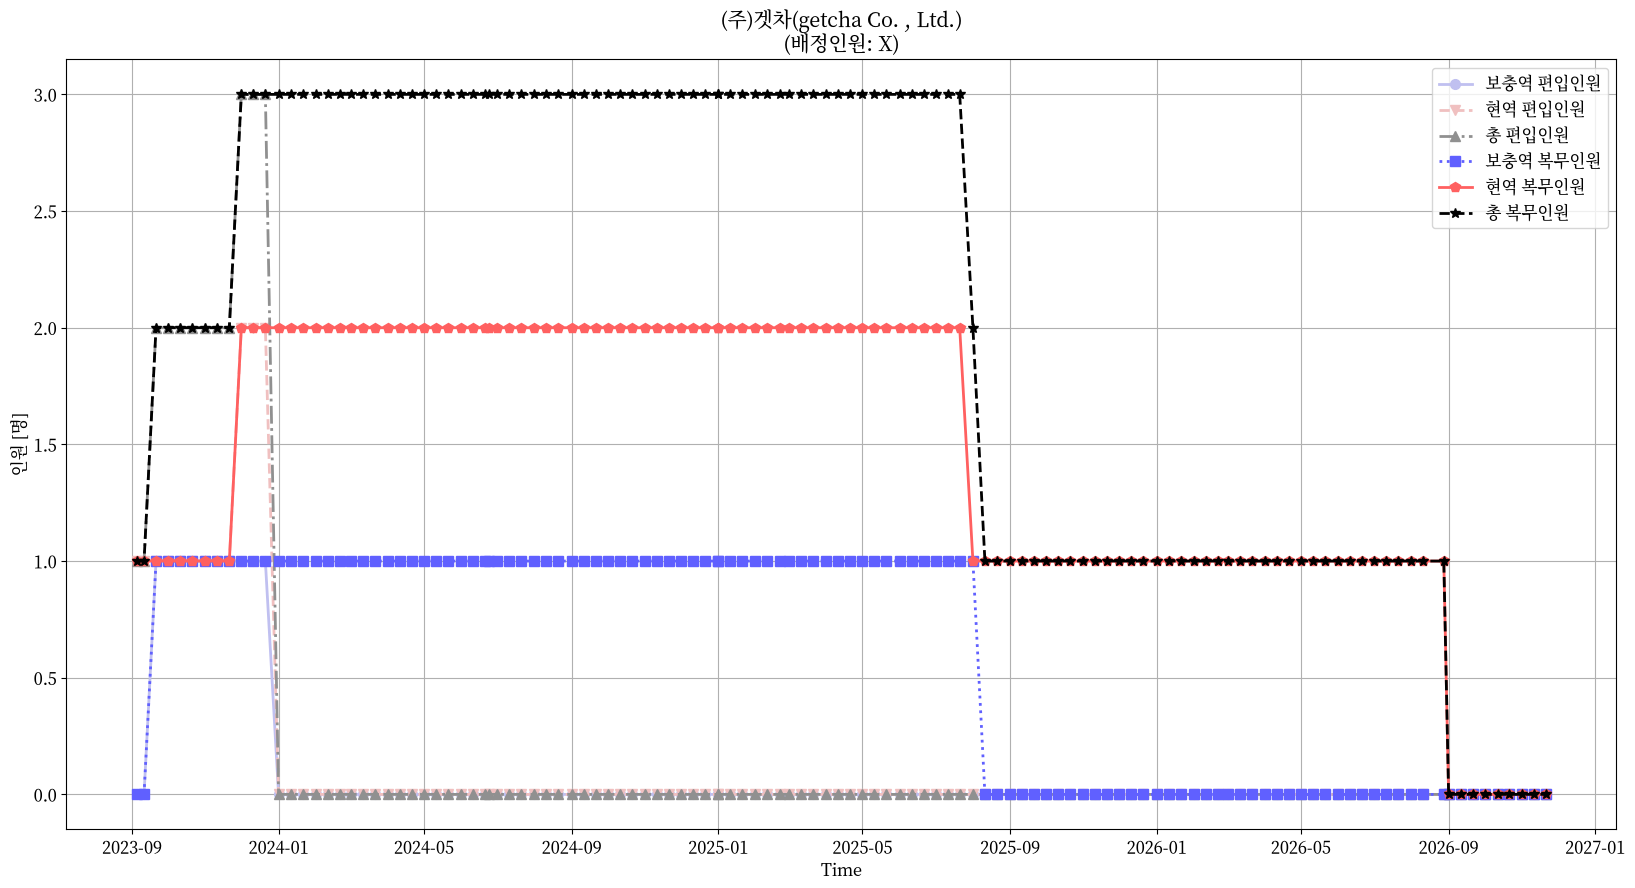 (주)겟차(getcha Co. , Ltd.)
(배정인원: X)
보충역 편입인원
현역 편입인원
총 편입인원
보충역 복무인원
현역 복무인원
총 복무인원
인원 [명]
3.0
2.5
2.0
1.5
1.0
0.5
0.0
2023-09
2024-01
2024-05
2024-09
2025-01
2025-05
2025-09
2026-01
2026-05
2026-09
2027-01
Time